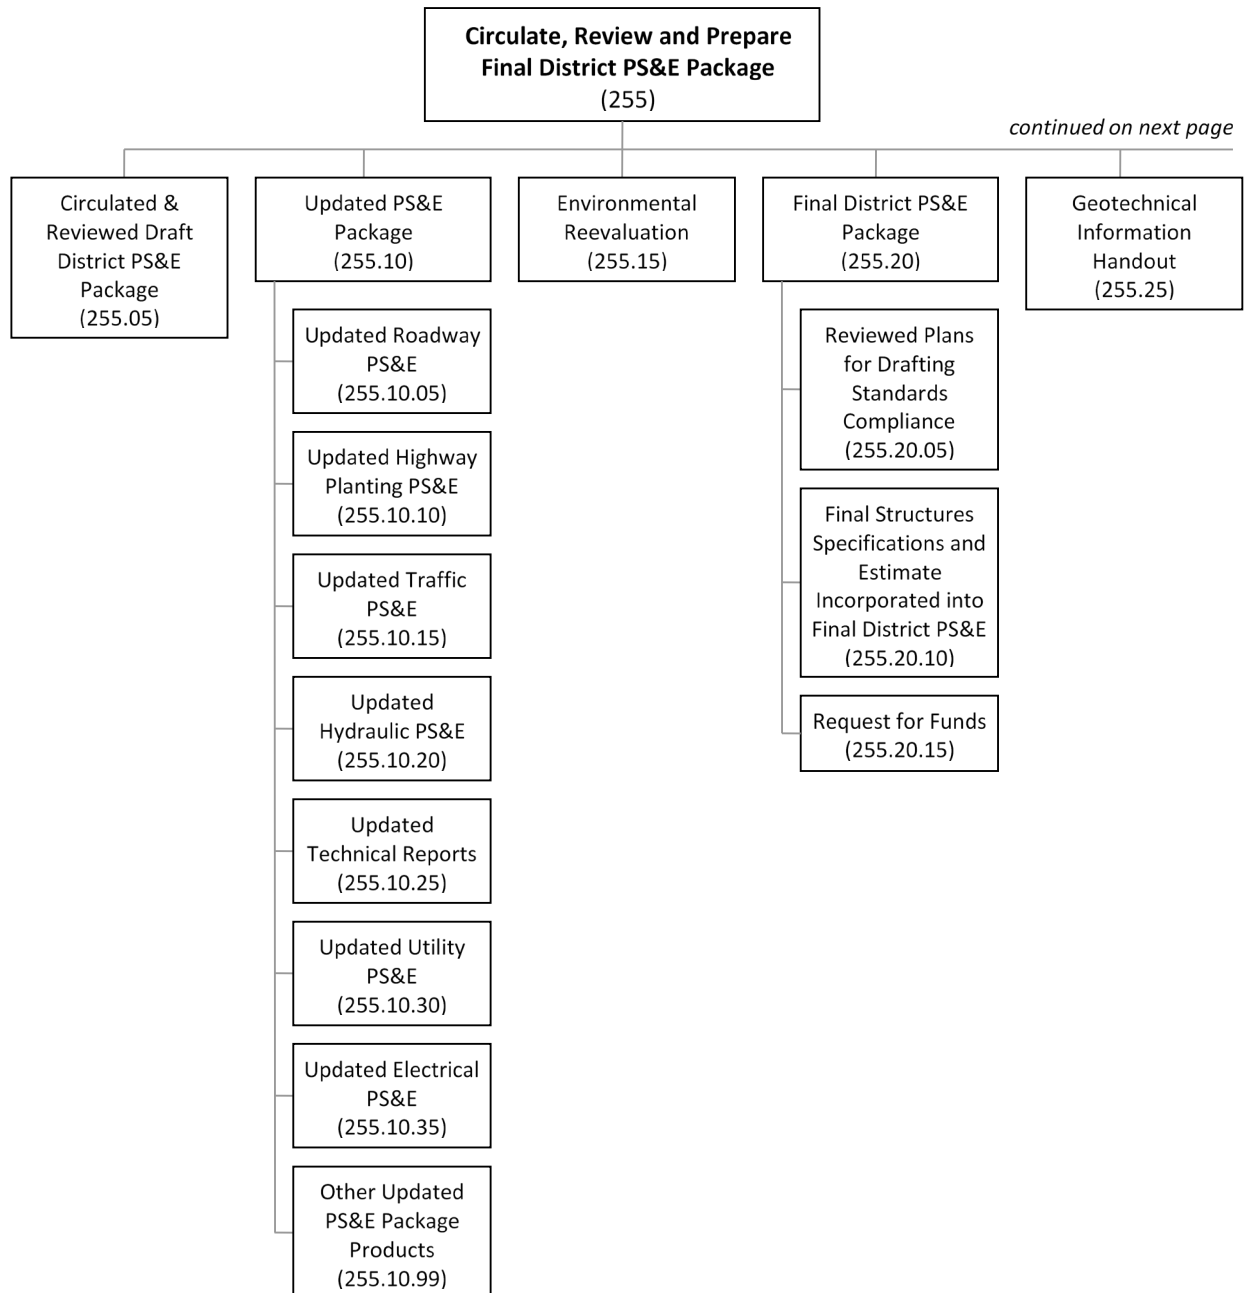 Circulate, Review and Prepare
Final District PS&E Package
(255)
continued on next page
Circulated &
Reviewed Draft
District PS&E
Package
(255.05)
Updated PS&E
Package
(255.10)
Updated Roadway
PS&E
(255.10.05)
Updated Highway
Planting PS&E
(255.10.10)
Updated Traffic
PS&E
(255.10.15)
Updated
Hydraulic PS&E
(255.10.20)
Updated
Technical Reports
(255.10.25)
Updated Utility
PS&E
(255.10.30)
Updated Electrical
PS&E
(255.10.35)
Other Updated
PS&E Package
Products
(255.10.99)
Environmental
Reevaluation
(255.15)
Final District PS&E
Package
(255.20)
Reviewed Plans
for Drafting
Standards
Compliance
(255.20.05)
Final Structures
Specifications and
Estimate
Incorporated into
Final District PS&E
(255.20.10)
Request for Funds
(255.20.15)
Geotechnical
Information
Handout
(255.25)